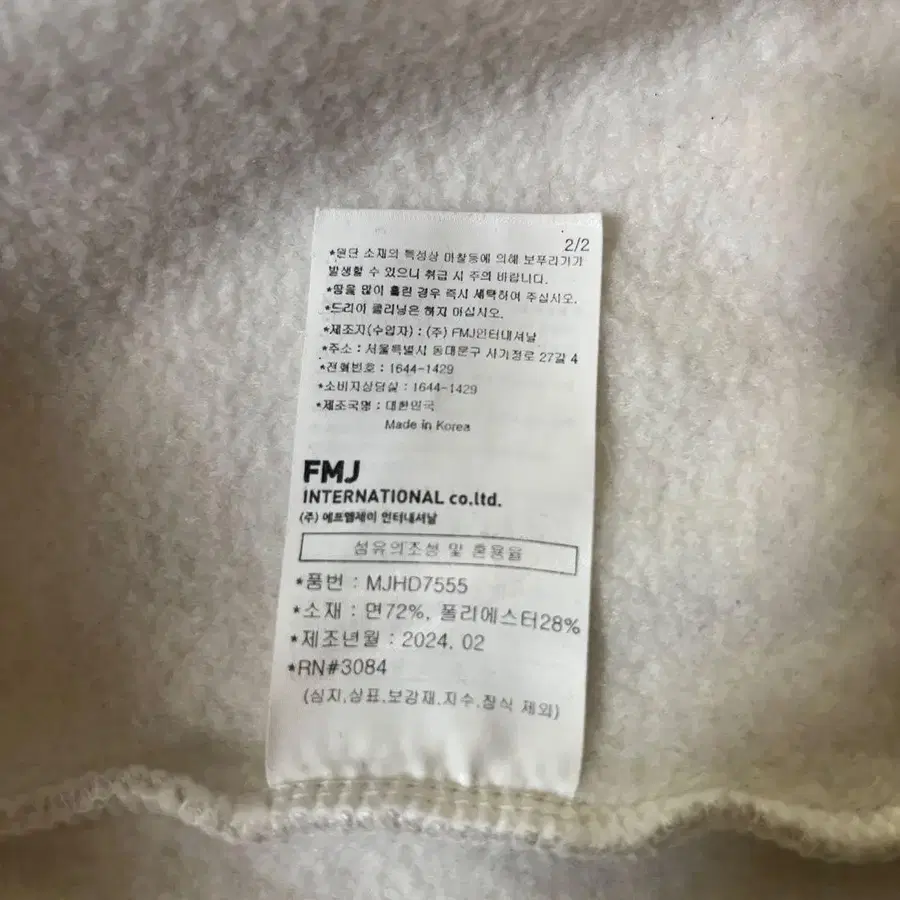 2/2
*원단 소재의 특성상 마찰등에 의해 보푸라기가
발생할 수 있으니 취급 시 주의 바랍니다.
*땀을 많이 흘린 경우 즉시 세탁하여 주십시오.
*드라이 클리닝은 하지 마십시오.
*제조자(수입자) : (주) FMJ인터내셔날
*주소 : 서울특별시 동대문구 사가정로 27길 4
*전화번호 : 1644-1429
*소비자상담실 : 1644-1429
*제조국명 : 대한민국
Made in Korea
FMJ
INTERNATIONAL co.ltd.
(주) 에프엠제이 인터내셔날
섬유의조성 및 혼용율
*품번 : MJHD7555
*소재 : 면72%, 폴리에스터28%
*제조년월 : 2024. 02
*RN#3084
(심지,상표,보강재,자수,장식 제외)